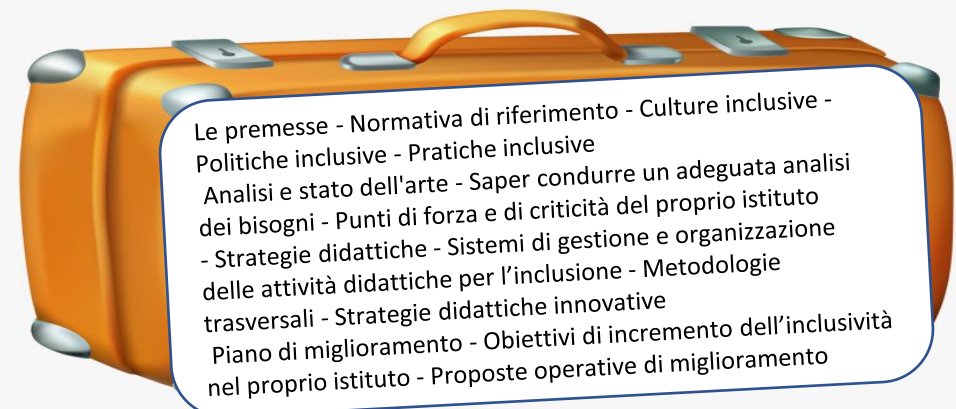 Le premesse - Normativa di riferimento - Culture inclusive -
Politiche inclusive - Pratiche inclusive
Analisi e stato dell'arte - Saper condurre un adeguata analisi
dei bisogni - Punti di forza e di criticità del proprio istituto
- Strategie didattiche - Sistemi di gestione e organizzazione
delle attività didattiche per l’inclusione - Metodologie
trasversali - Strategie didattiche innovative
Piano di miglioramento - Obiettivi di incremento dell’inclusività
nel proprio istituto - Proposte operative di miglioramento